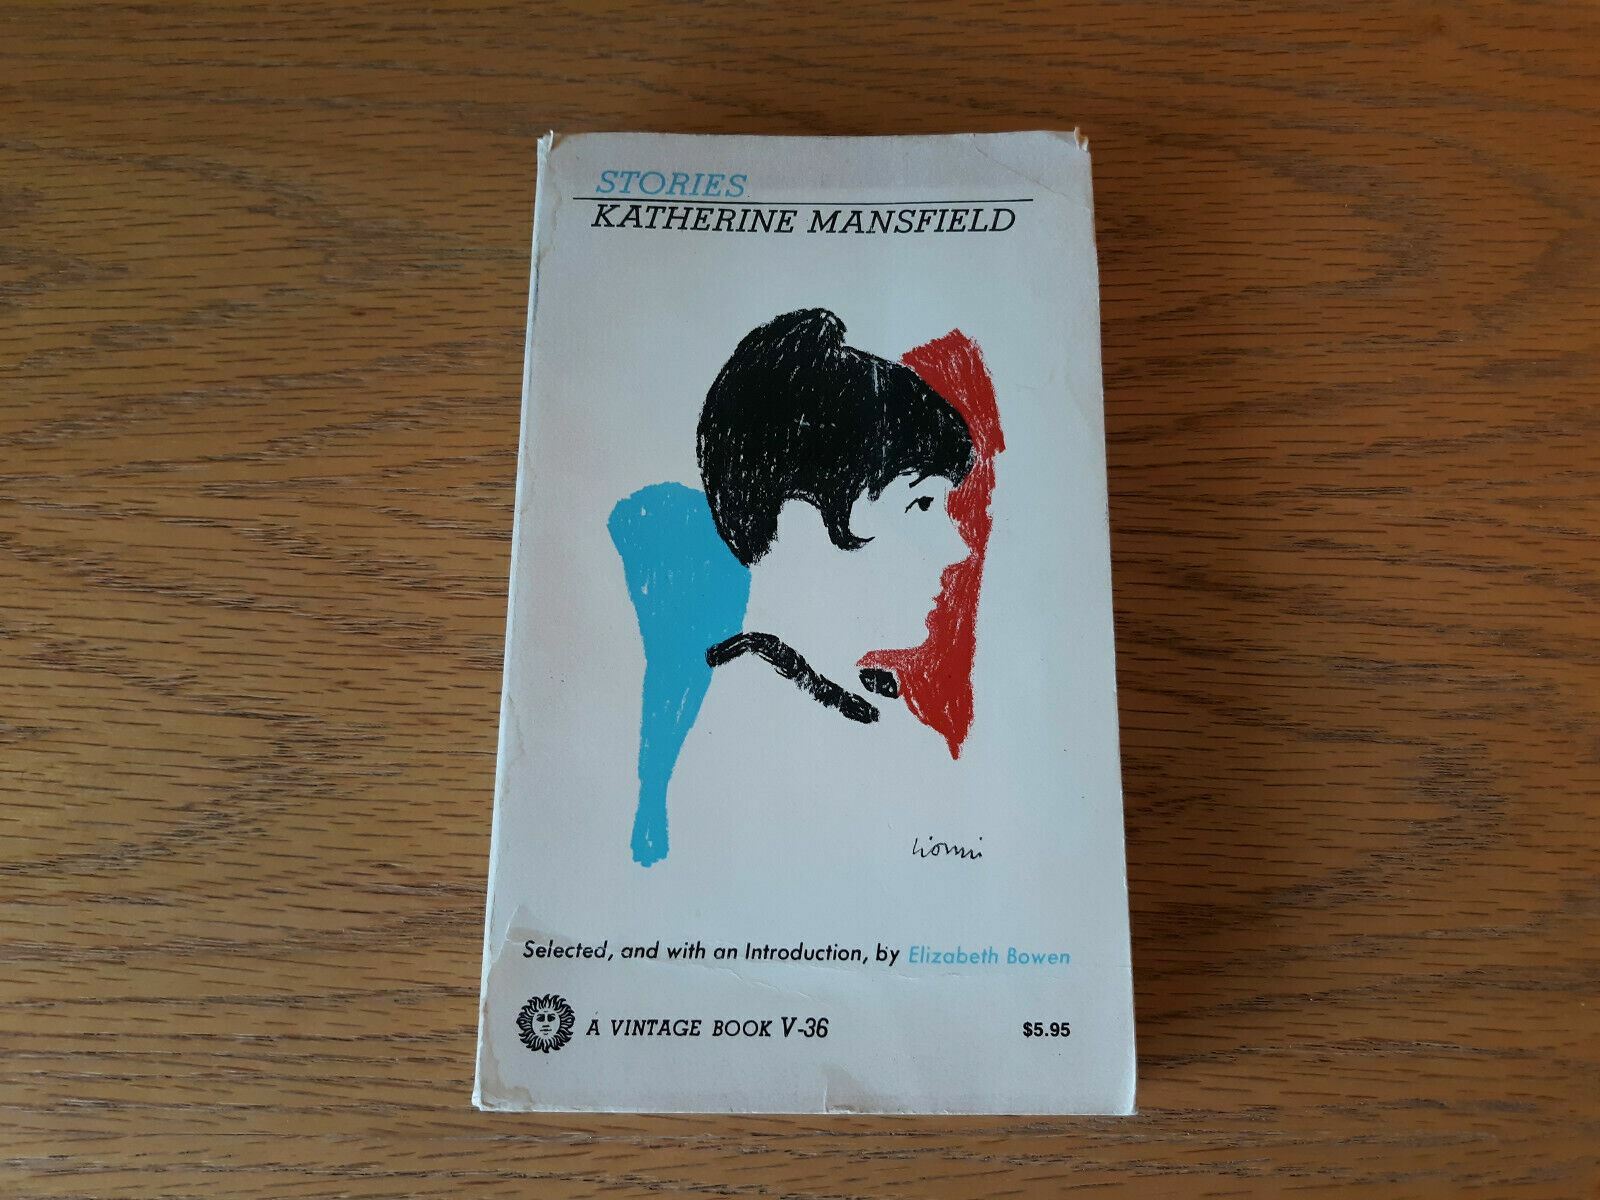 STORIES
KATHERINE MANSFIELD
Lionni
Selected, and with an Introduction, by Elizabeth Bowen
A VINTAGE BOOK V-36 $5.95